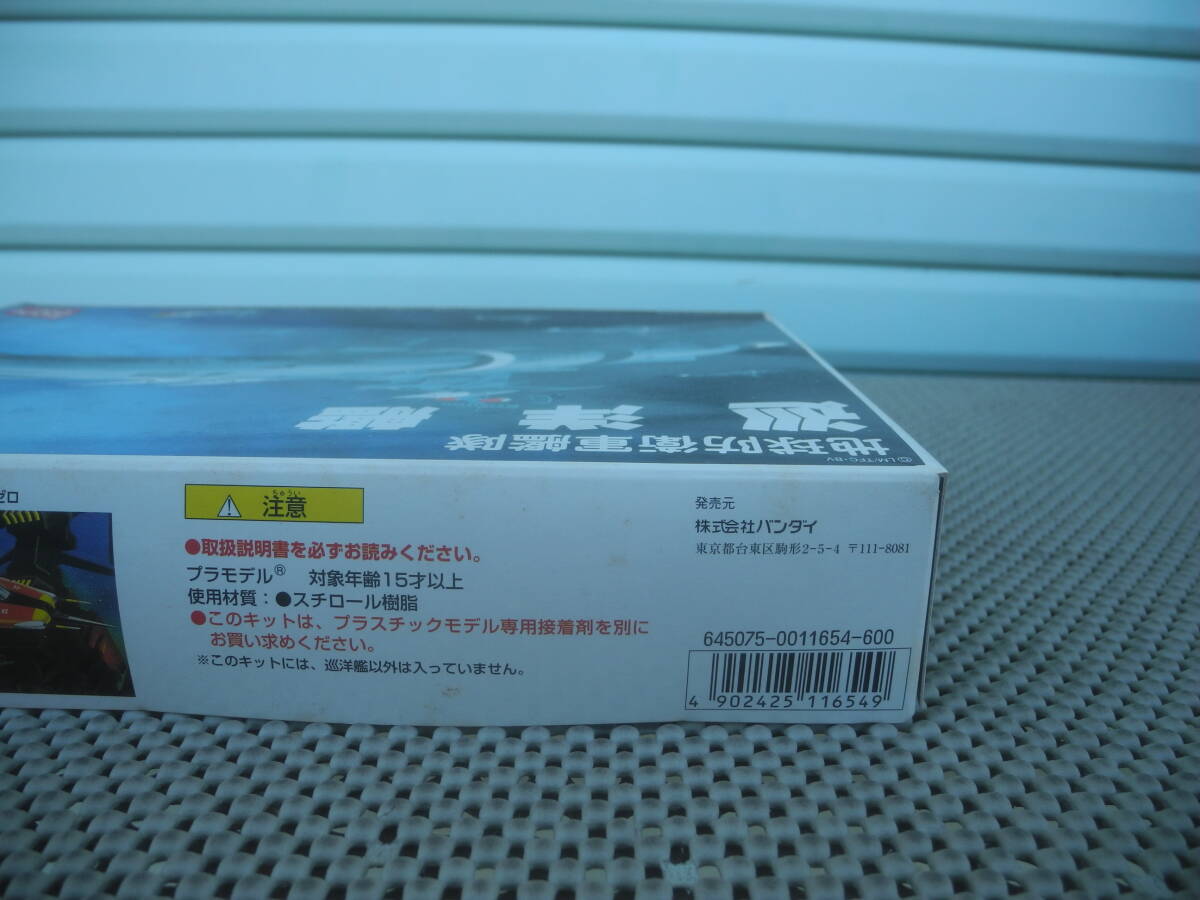 地球防衛軍艦隊
巡洋艦
©LM/TFC・BV
ゼロ
注意
ちゅうい
●取扱説明書を必ずお読みください。
プラモデル® 対象年齢15才以上
使用材質：●スチロール樹脂
●このキットは、プラスチックモデル専用接着剤を別に
お買い求めください。
※このキットには、巡洋艦以外は入っていません。
発売元
株式会社バンダイ
東京都台東区駒形2-5-4 〒111-8081
645075-0011654-600
4 902425 116549